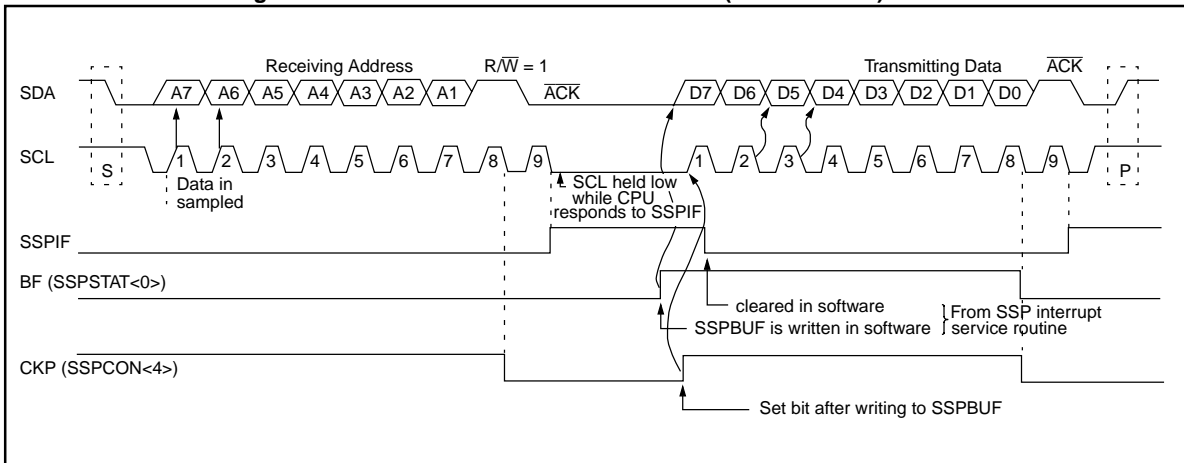 Receiving Address R/W̅ = 1 Transmitting Data A̅C̅K̅
SDA A7 A6 A5 A4 A3 A2 A1 A̅C̅K̅ D7 D6 D5 D4 D3 D2 D1 D0
SCL 1 2 3 4 5 6 7 8 9 1 2 3 4 5 6 7 8 9
S P
Data in
sampled
SCL held low
while CPU
responds to SSPIF
SSPIF
BF (SSPSTAT<0>)
cleared in software
SSPBUF is written in software
From SSP interrupt
service routine
CKP (SSPCON<4>)
Set bit after writing to SSPBUF